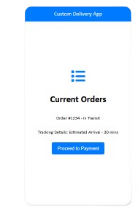 Custom Delivery App
Current Orders
Order #1234 - In Transit
Tracking Details: Estimated Arrival - 30 mins
Proceed to Payment